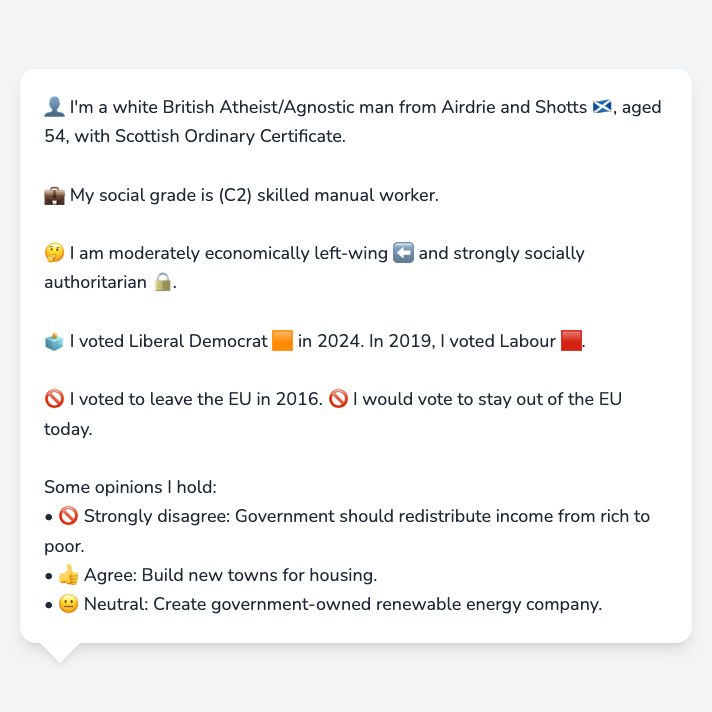 👤 I'm a white British Atheist/Agnostic man from Airdrie and Shotts 🏴󠁧󠁢󠁳󠁣󠁴󠁿, aged
54, with Scottish Ordinary Certificate.
💼 My social grade is (C2) skilled manual worker.
🤔 I am moderately economically left-wing ⬅️ and strongly socially
authoritarian 🔒.
🗳️ I voted Liberal Democrat 🟧 in 2024. In 2019, I voted Labour 🟥.
🚫 I voted to leave the EU in 2016. 🚫 I would vote to stay out of the EU
today.
Some opinions I hold:
• 🚫 Strongly disagree: Government should redistribute income from rich to
poor.
• 👍 Agree: Build new towns for housing.
• 😐 Neutral: Create government-owned renewable energy company.